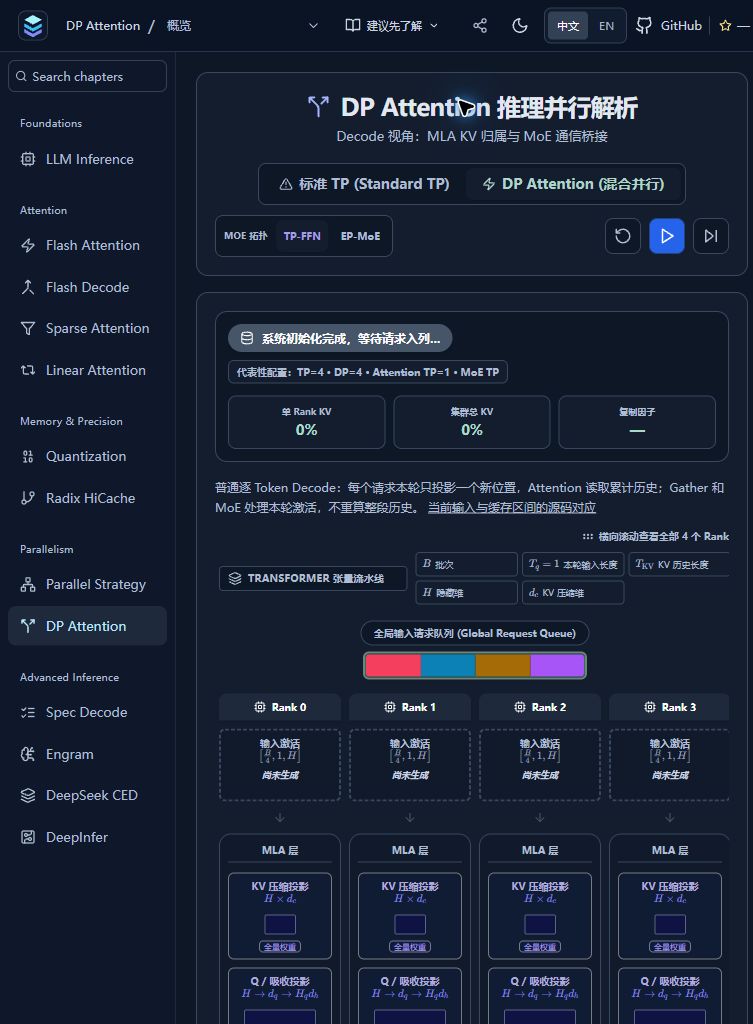 DP Attention / 概览
建议先了解
中文 EN
GitHub
Search chapters
Foundations
LLM Inference
Attention
Flash Attention
Flash Decode
Sparse Attention
Linear Attention
Memory & Precision
Quantization
Radix HiCache
Parallelism
Parallel Strategy
DP Attention
Advanced Inference
Spec Decode
Engram
DeepSeek CED
DeepInfer
DP Attention 推理并行解析
Decode 视角：MLA KV 归属与 MoE 通信桥接
标准 TP (Standard TP) DP Attention (混合并行)
MOE 拓扑 TP-FFN EP-MoE
系统初始化完成，等待请求入列...
代表性配置：TP=4 • DP=4 • Attention TP=1 • MoE TP
单 Rank KV 集群总 KV 复制因子
0% 0% —
普通逐 Token Decode：每个请求本轮只投影一个新位置，Attention 读取累计历史；Gather 和
MoE 处理本轮激活，不重算整段历史。 当前输入与缓存区间的源码对应
横向滚动查看全部 4 个 Rank
TRANSFORMER 张量流水线
B 批次 T_q = 1 本轮输入长度 T_KV KV 历史长度
H 隐藏维 d_c KV 压缩维
全局输入请求队列 (Global Request Queue)
Rank 0 Rank 1 Rank 2 Rank 3
输入激活 输入激活 输入激活 输入激活
[B/4, 1, H] [B/4, 1, H] [B/4, 1, H] [B/4, 1, H]
尚未生成 尚未生成 尚未生成 尚未生成
MLA 层 MLA 层 MLA 层 MLA 层
KV 压缩投影 KV 压缩投影 KV 压缩投影 KV 压缩投影
H × d_c H × d_c H × d_c H × d_c
全量权重 全量权重 全量权重 全量权重
Q / 吸收投影 Q / 吸收投影 Q / 吸收投影 Q / 吸收投影
H → d_q → H_q d_h H → d_q → H_q d_h H → d_q → H_q d_h H → d_q → H_q d_h